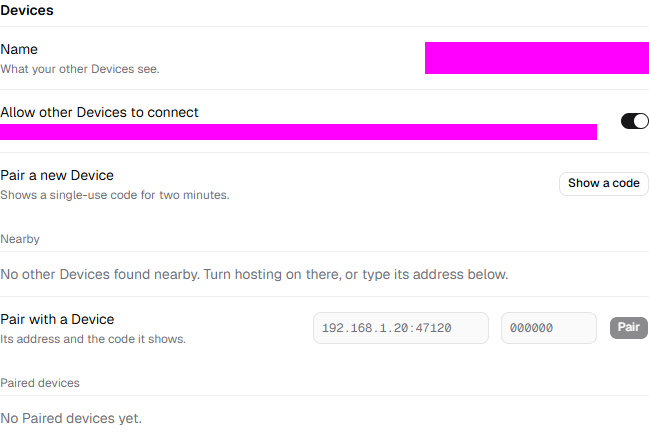 Devices
Name
What your other Devices see.
Allow other Devices to connect
Pair a new Device
Shows a single-use code for two minutes.
Show a code
Nearby
No other Devices found nearby. Turn hosting on there, or type its address below.
Pair with a Device
Its address and the code it shows.
192.168.1.20:47120
000000
Pair
Paired devices
No Paired devices yet.